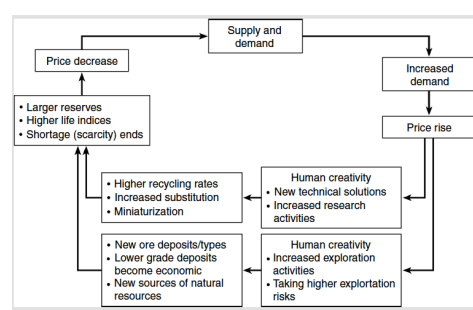 Supply and
demand
Price decrease
Increased
demand
• Larger reserves
• Higher life indices
• Shortage (scarcity) ends
Price rise
• Higher recycling rates
• Increased substitution
• Miniaturization
Human creativity
• New technical solutions
• Increased research
activities
• New ore deposits/types
• Lower grade deposits
become economic
• New sources of natural
resources
Human creativity
• Increased exploration
activities
• Taking higher explortation
risks